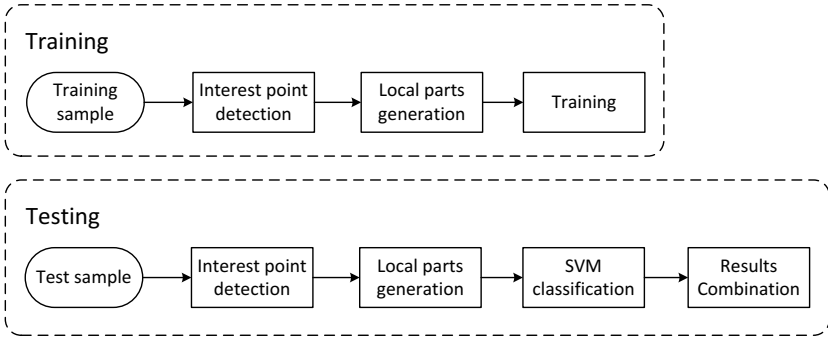 Training
Training
sample
Interest point
detection
Local parts
generation
Training
Testing
Test sample
Interest point
detection
Local parts
generation
SVM
classification
Results
Combination